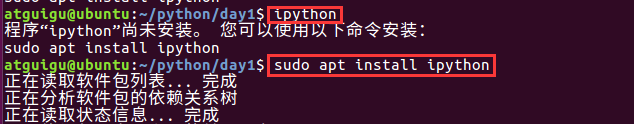 atguigu@ubuntu:~/python/day1$ ipython
程序“ipython”尚未安装。 您可以使用以下命令安装:
sudo apt install ipython
atguigu@ubuntu:~/python/day1$ sudo apt install ipython
正在读取软件包列表... 完成
正在分析软件包的依赖关系树
正在读取状态信息... 完成